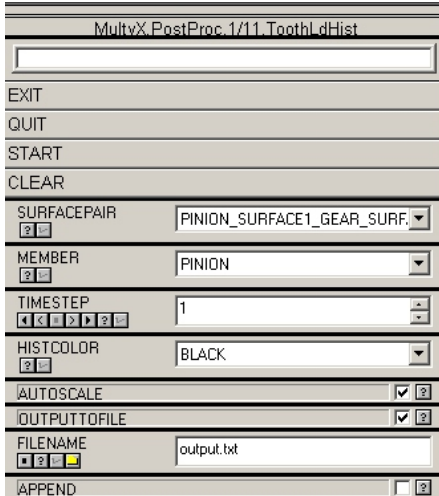 MultyX.PostProc.1/11.ToothLdHist
EXIT
QUIT
START
CLEAR
SURFACEPAIR
PINION_SURFACE1_GEAR_SURF
MEMBER
PINION
TIMESTEP
1
HISTCOLOR
BLACK
AUTOSCALE
OUTPUTTOFILE
FILENAME
output.txt
APPEND